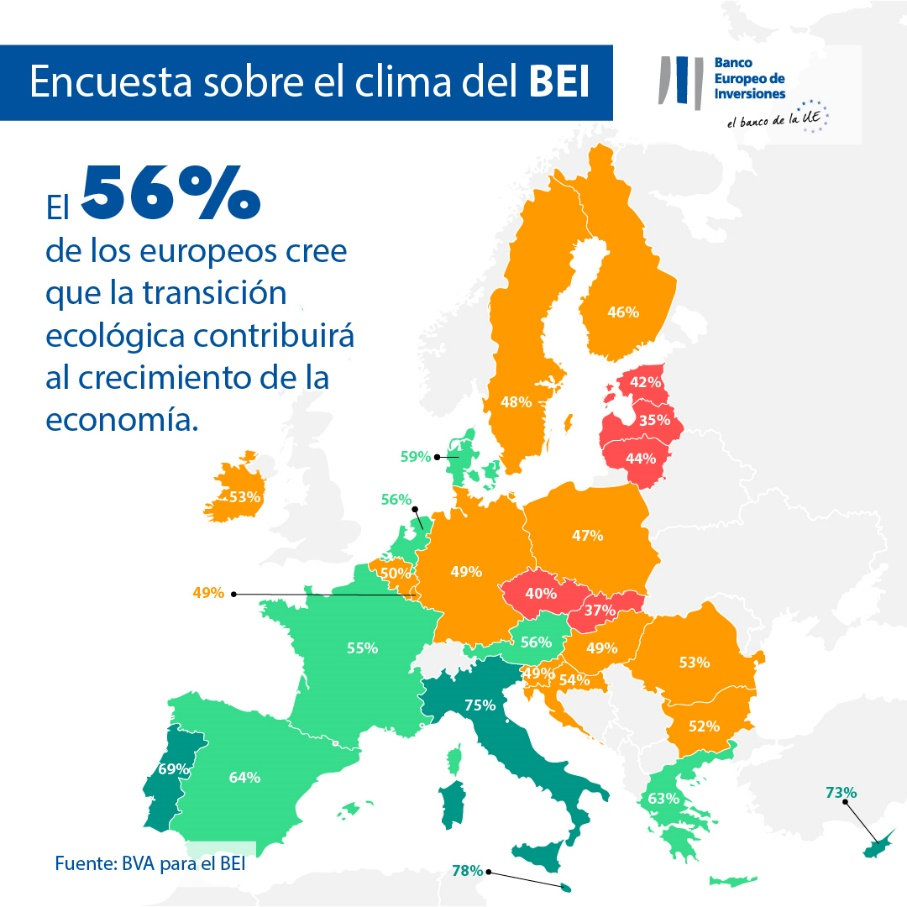 Encuesta sobre el clima del BEI
Banco
Europeo de
Inversiones
el banco de la UE
El 56%
de los europeos cree
que la transición
ecológica contribuirá
al crecimiento de la
economía.
46%
42%
48%
35%
59%
44%
56%
53%
47%
50%
49%
49%
40%
37%
55%
56%
49%
53%
49%
54%
75%
52%
69%
64%
63%
73%
78%
Fuente: BVA para el BEI